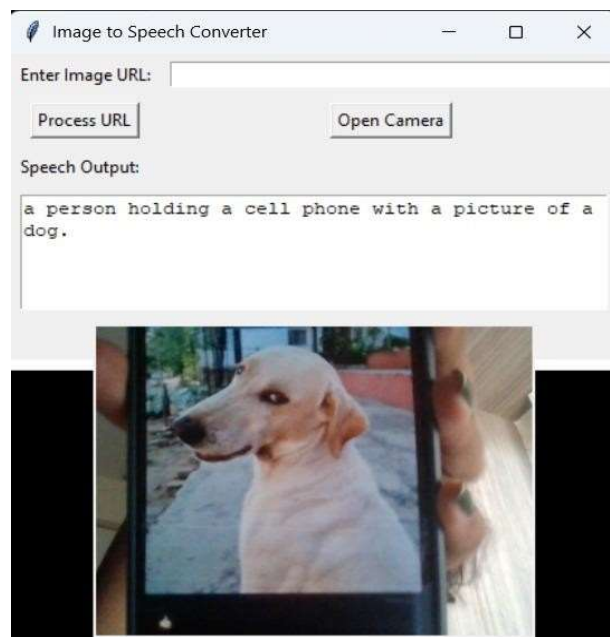 Image to Speech Converter
Enter Image URL:
Process URL
Open Camera
Speech Output:
a person holding a cell phone with a picture of a
dog.